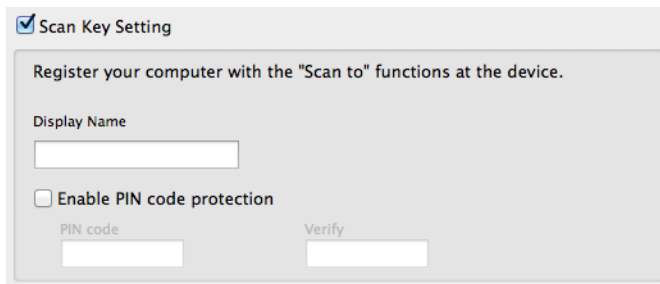 Scan Key Setting
Register your computer with the "Scan to" functions at the device.
Display Name
Enable PIN code protection
PIN code Verify